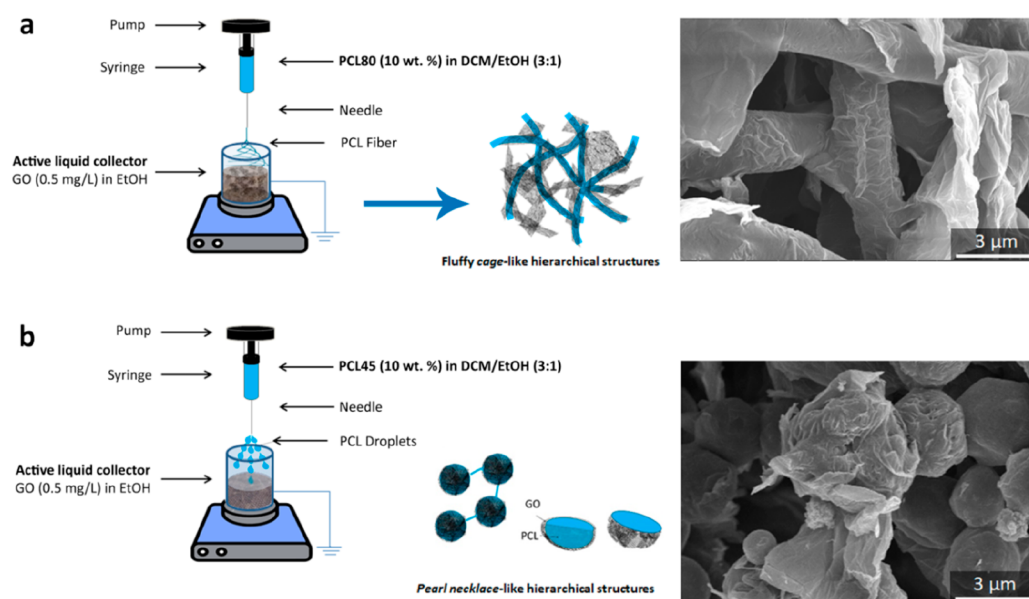 a
Pump
Syringe
PCL80 (10 wt. %) in DCM/EtOH (3:1)
Needle
PCL Fiber
Active liquid collector
GO (0.5 mg/L) in EtOH
Fluffy cage-like hierarchical structures
3 µm
b
Pump
Syringe
PCL45 (10 wt. %) in DCM/EtOH (3:1)
Needle
PCL Droplets
Active liquid collector
GO (0.5 mg/L) in EtOH
GO
PCL
Pearl necklace-like hierarchical structures
3 µm